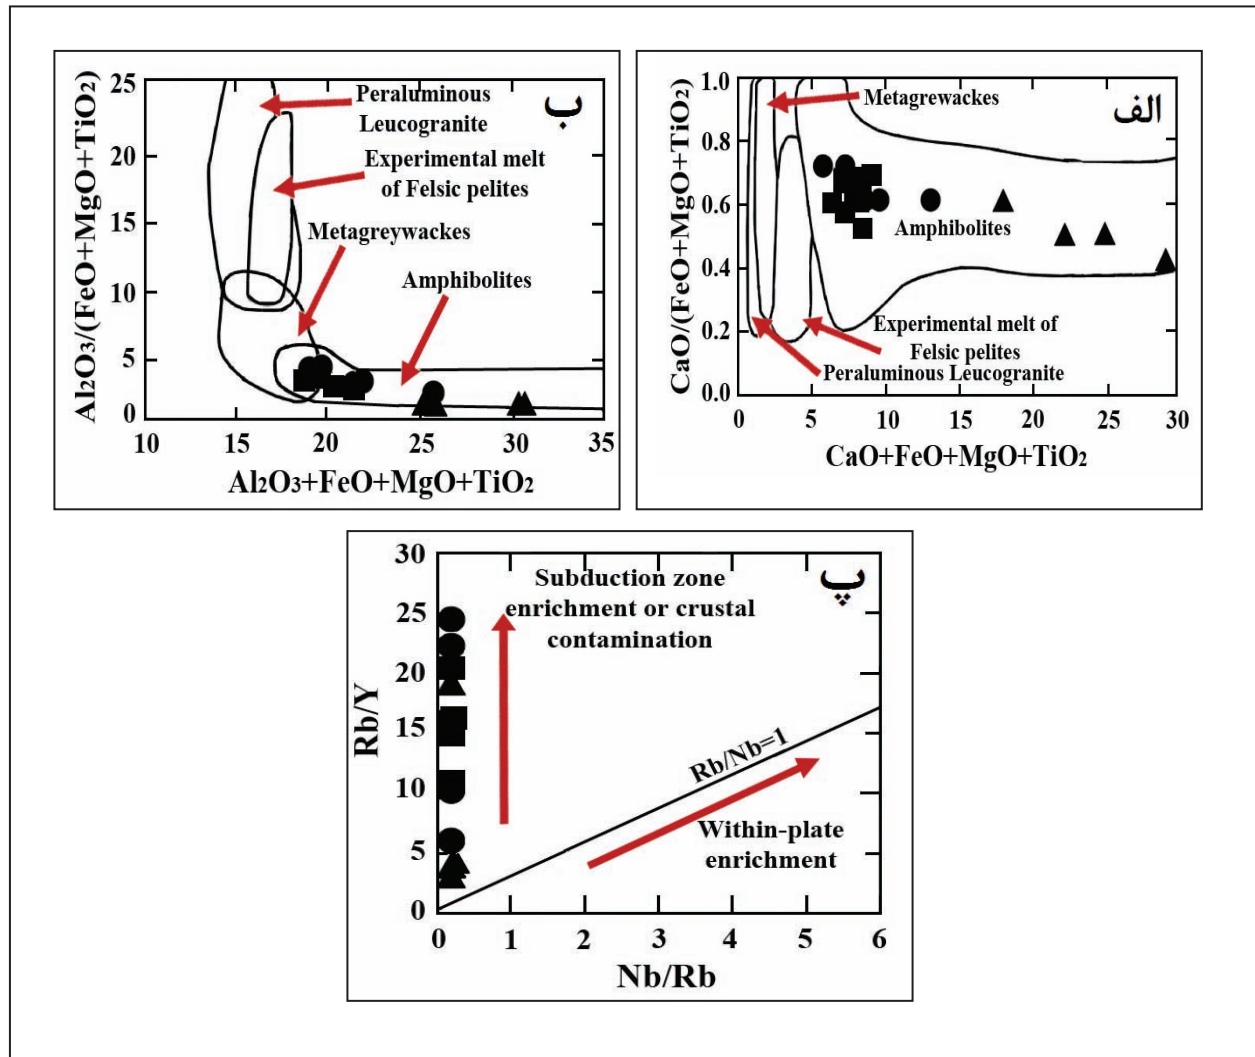 ب
25
20
15
10
5
0
Al₂O₃/(FeO+MgO+TiO₂)
Peraluminous
Leucogranite
Experimental melt
of Felsic pelites
Metagreywackes
Amphibolites
10 15 20 25 30 35
Al₂O₃+FeO+MgO+TiO₂
الف
1.0
0.8
0.6
0.4
0.2
0.0
CaO/(FeO+MgO+TiO₂)
Metagrewackes
Amphibolites
Experimental melt of
Felsic pelites
Peraluminous Leucogranite
0 5 10 15 20 25 30
CaO+FeO+MgO+TiO₂
پ
30
25
20
15
10
5
0
Rb/Y
Subduction zone
enrichment or crustal
contamination
Rb/Nb=1
Within-plate
enrichment
0 1 2 3 4 5 6
Nb/Rb